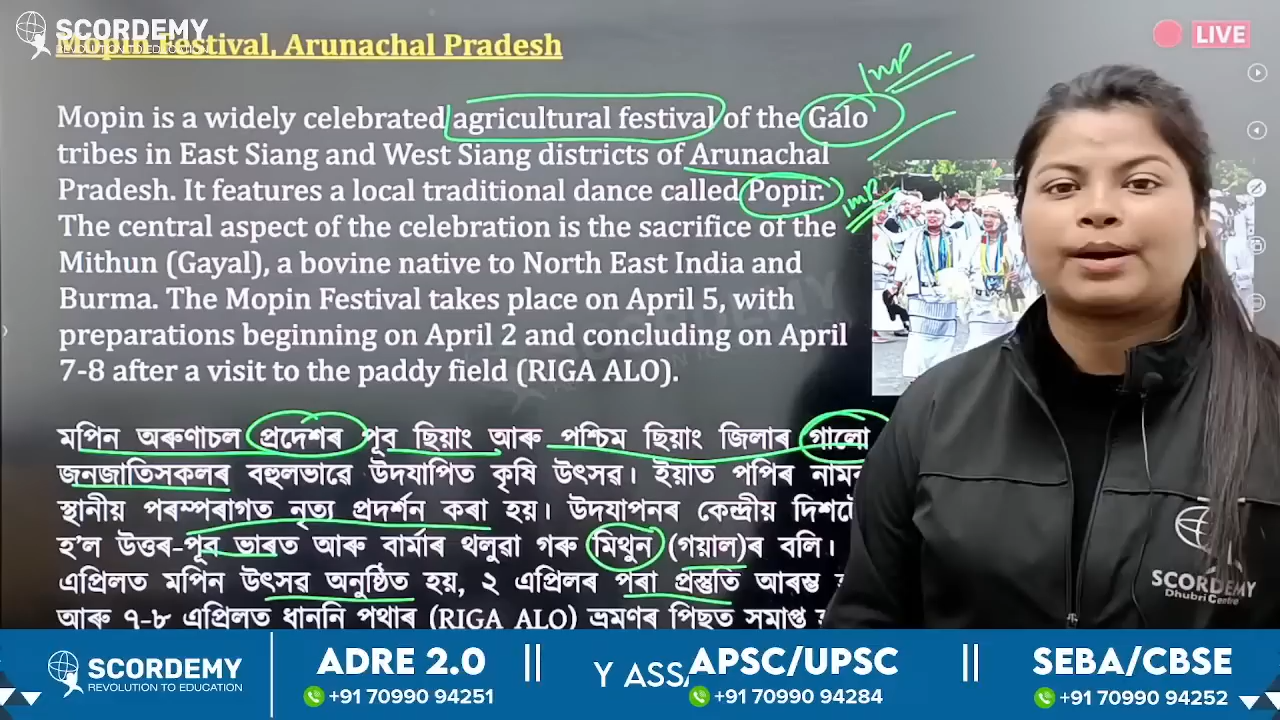 SCORDEMY
REVOLUTION TO EDUCATION
LIVE
Mopin Festival, Arunachal Pradesh
Imp
Mopin is a widely celebrated agricultural festival of the Galo
tribes in East Siang and West Siang districts of Arunachal
Pradesh. It features a local traditional dance called Popir.
Imp
The central aspect of the celebration is the sacrifice of the
Mithun (Gayal), a bovine native to North East India and
Burma. The Mopin Festival takes place on April 5, with
preparations beginning on April 2 and concluding on April
7-8 after a visit to the paddy field (RIGA ALO).
মপিন অৰুণাচল প্ৰদেশৰ পূব ছিয়াং আৰু পশ্চিম ছিয়াং জিলাৰ গালো
জনজাতিসকলৰ বহুলভাৱে উদযাপিত কৃষি উৎসৱ। ইয়াত পপিৰ
স্থানীয় পৰম্পৰাগত নৃত্য প্ৰদৰ্শন কৰা হয়। উদযাপনৰ কেন্দ্ৰীয়
হ’ল উত্তৰ-পূব ভাৰত আৰু বাৰ্মাৰ থলুৱা গৰু মিথুন (গয়াল)ৰ বলি।
এপ্ৰিলত মপিন উৎসৱ অনুষ্ঠিত হয়, ২ এপ্ৰিলৰ পৰা প্ৰস্তুতি আৰম্ভ
আৰু ৭-৮ এপ্ৰিলত ধাননি পথাৰ (RIGA ALO) ভ্ৰমণৰ পিছত সমাপ্ত
SCORDEMY
Dhubri Centre
SCORDEMY
REVOLUTION TO EDUCATION
ADRE 2.0 || Y ASSA APSC/UPSC || SEBA/CBSE
+91 70990 94251 +91 70990 94284 +91 70990 94252